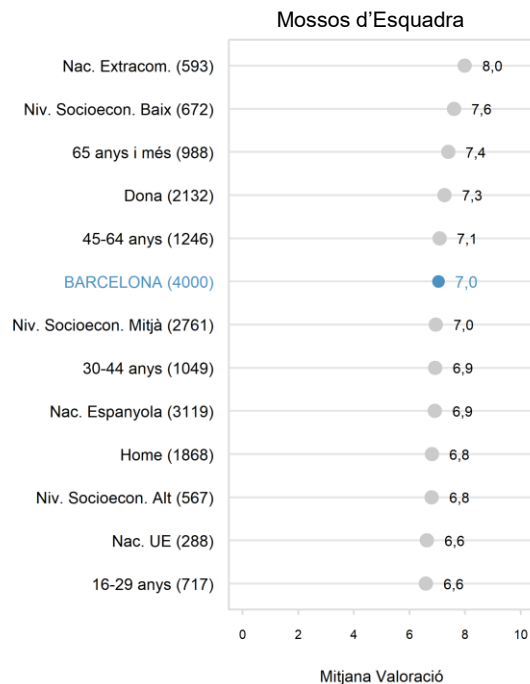 Mossos d’Esquadra
Nac. Extracom. (593) 8,0
Niv. Socioecon. Baix (672) 7,6
65 anys i més (988) 7,4
Dona (2132) 7,3
45-64 anys (1246) 7,1
BARCELONA (4000) 7,0
Niv. Socioecon. Mitjà (2761) 7,0
30-44 anys (1049) 6,9
Nac. Espanyola (3119) 6,9
Home (1868) 6,8
Niv. Socioecon. Alt (567) 6,8
Nac. UE (288) 6,6
16-29 anys (717) 6,6
0 2 4 6 8 10
Mitjana Valoració